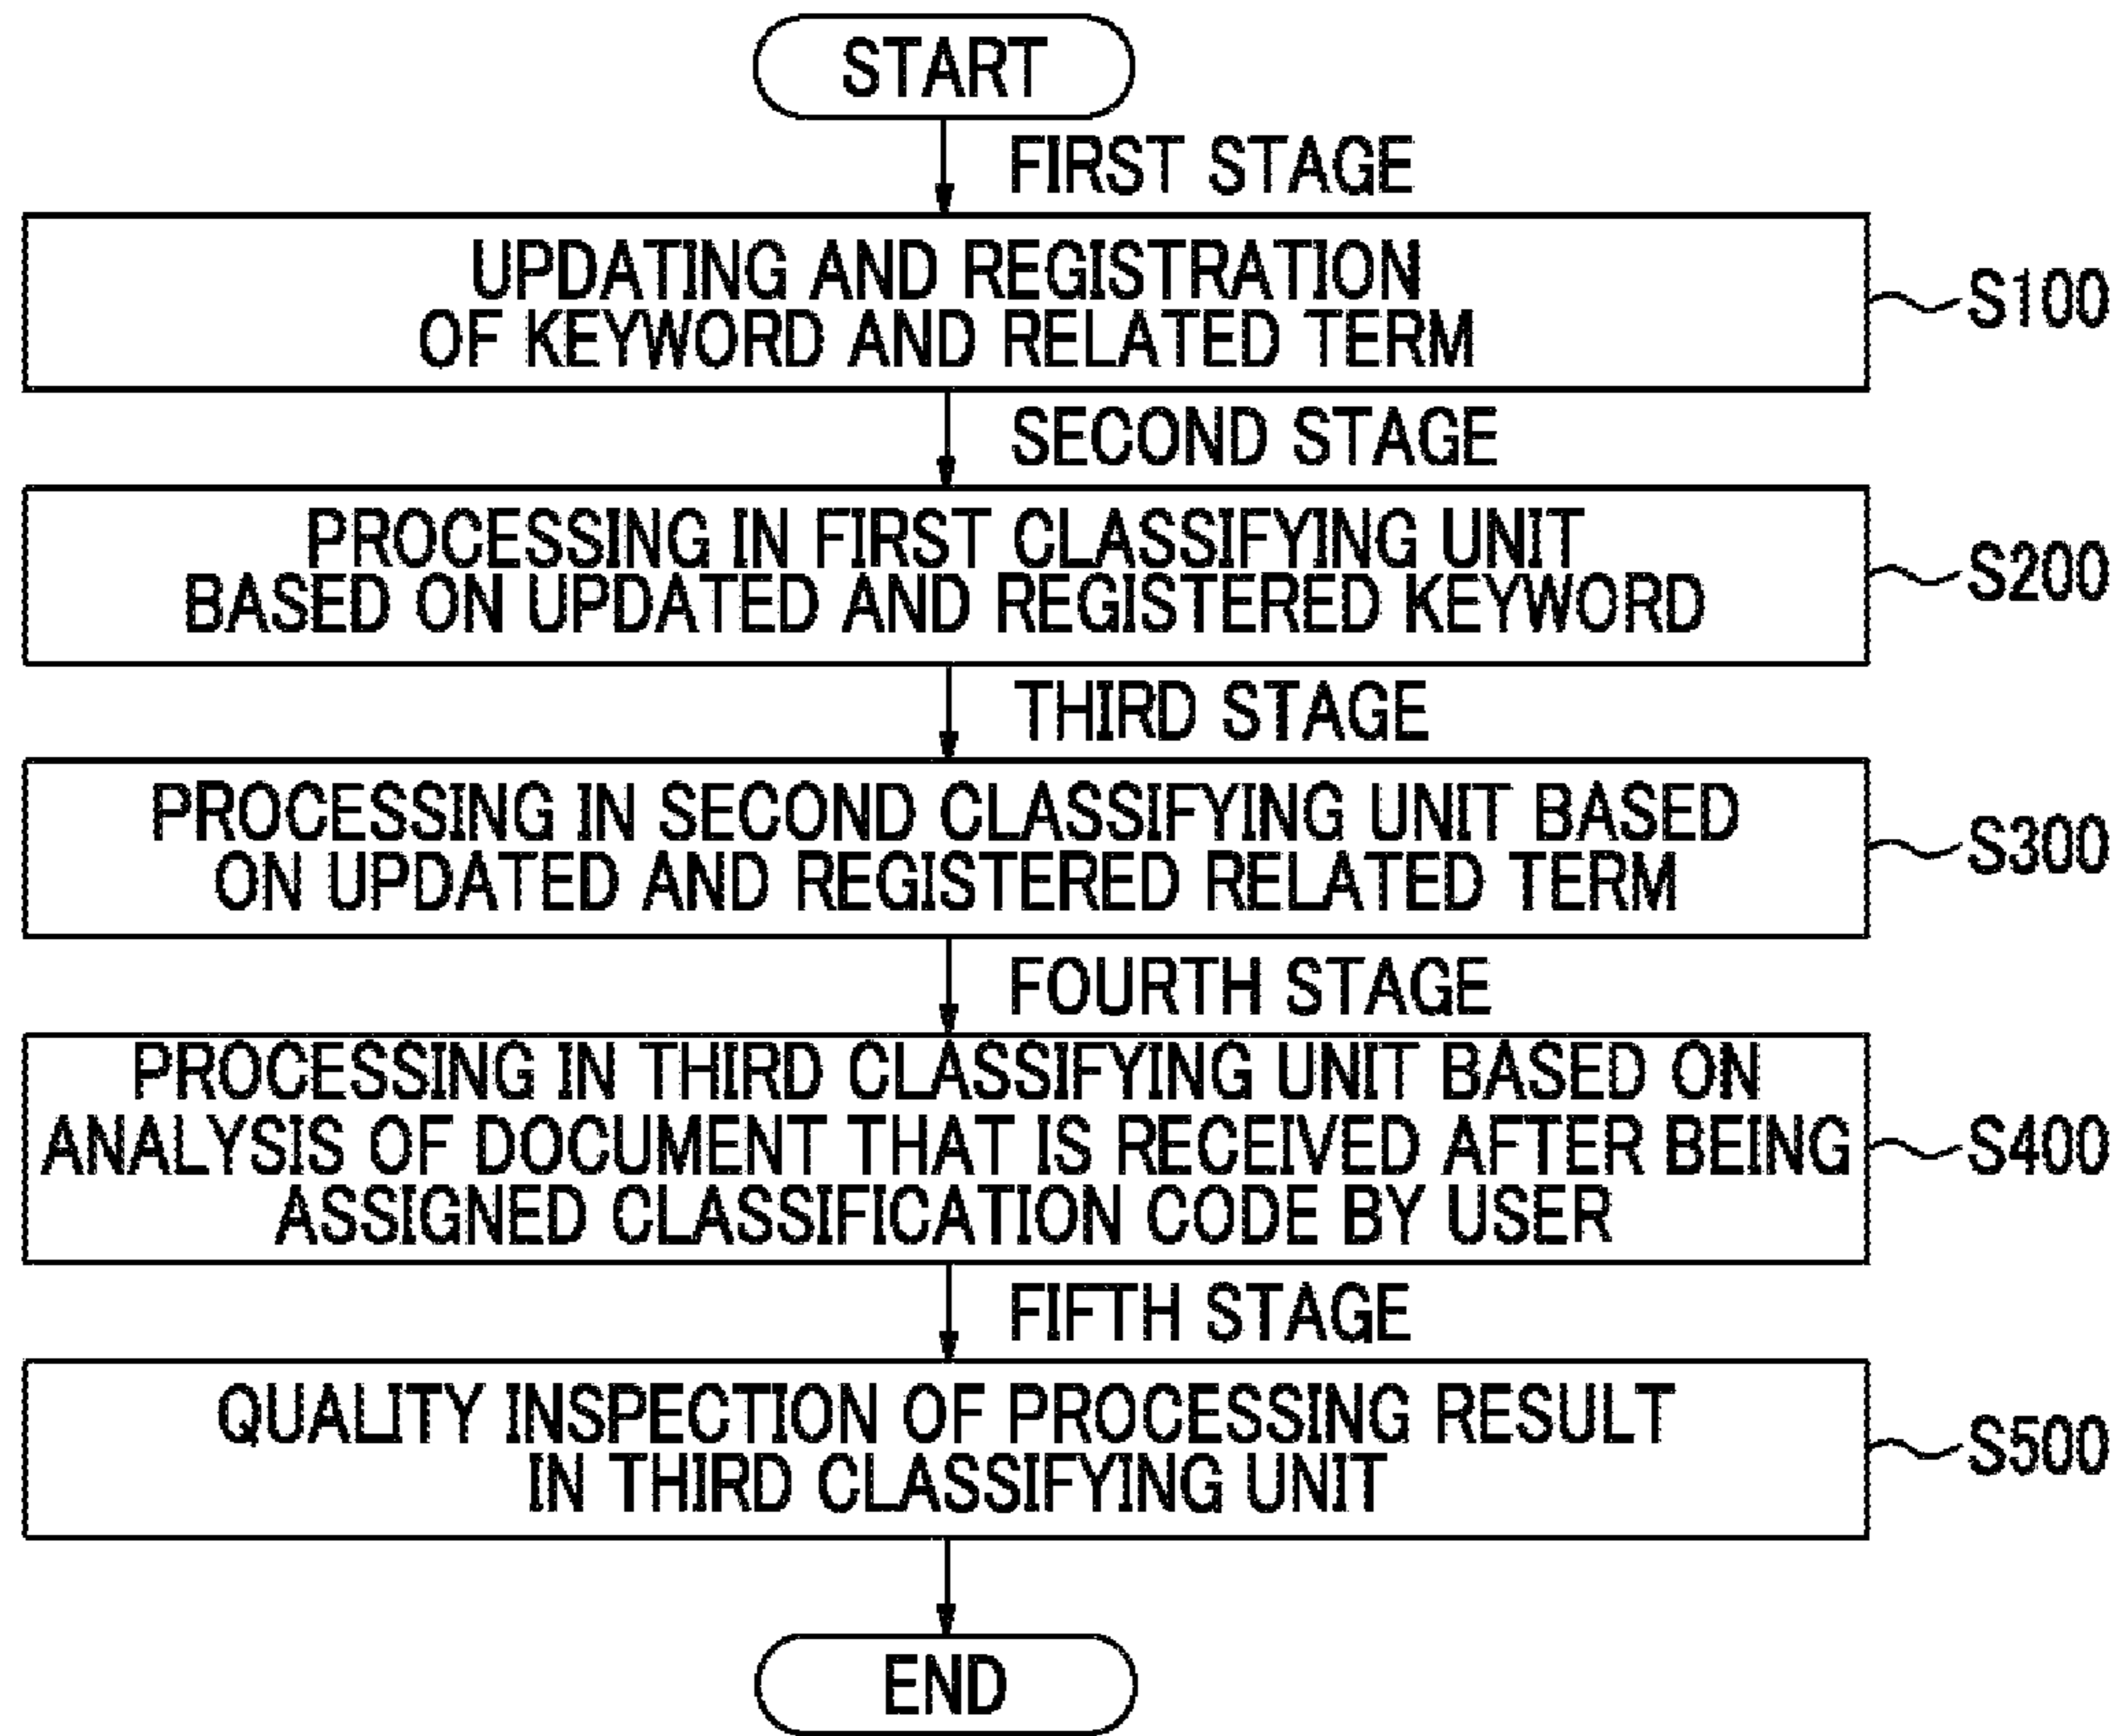 START
FIRST STAGE
UPDATING AND REGISTRATION
OF KEYWORD AND RELATED TERM
S100
SECOND STAGE
PROCESSING IN FIRST CLASSIFYING UNIT
BASED ON UPDATED AND REGISTERED KEYWORD
S200
THIRD STAGE
PROCESSING IN SECOND CLASSIFYING UNIT BASED
ON UPDATED AND REGISTERED RELATED TERM
S300
FOURTH STAGE
PROCESSING IN THIRD CLASSIFYING UNIT BASED ON
ANALYSIS OF DOCUMENT THAT IS RECEIVED AFTER BEING
ASSIGNED CLASSIFICATION CODE BY USER
S400
FIFTH STAGE
QUALITY INSPECTION OF PROCESSING RESULT
IN THIRD CLASSIFYING UNIT
S500
END